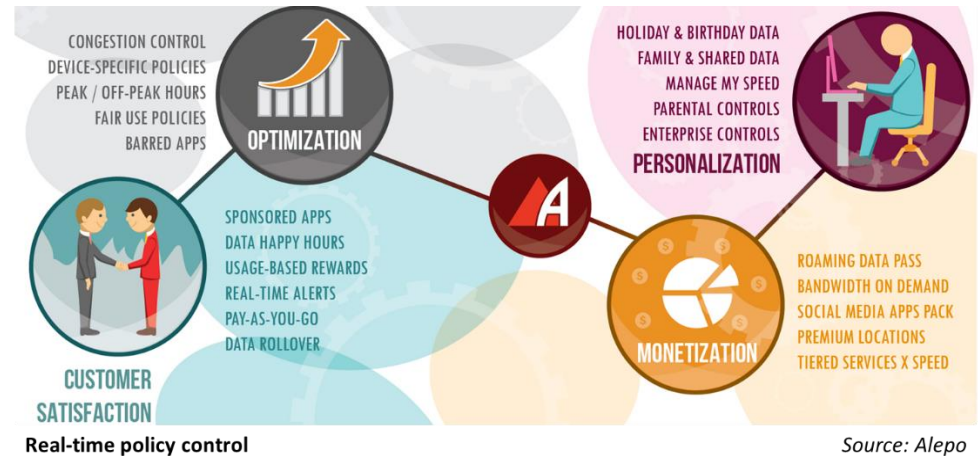 CONGESTION CONTROL
DEVICE-SPECIFIC POLICIES
PEAK / OFF-PEAK HOURS
FAIR USE POLICIES
BARRED APPS
OPTIMIZATION
HOLIDAY & BIRTHDAY DATA
FAMILY & SHARED DATA
MANAGE MY SPEED
PARENTAL CONTROLS
ENTERPRISE CONTROLS
PERSONALIZATION
A
SPONSORED APPS
DATA HAPPY HOURS
USAGE-BASED REWARDS
REAL-TIME ALERTS
PAY-AS-YOU-GO
DATA ROLLOVER
CUSTOMER
SATISFACTION
$
$
$
$
$
$
MONETIZATION
ROAMING DATA PASS
BANDWIDTH ON DEMAND
SOCIAL MEDIA APPS PACK
PREMIUM LOCATIONS
TIERED SERVICES X SPEED
Real-time policy control
Source: Alepo